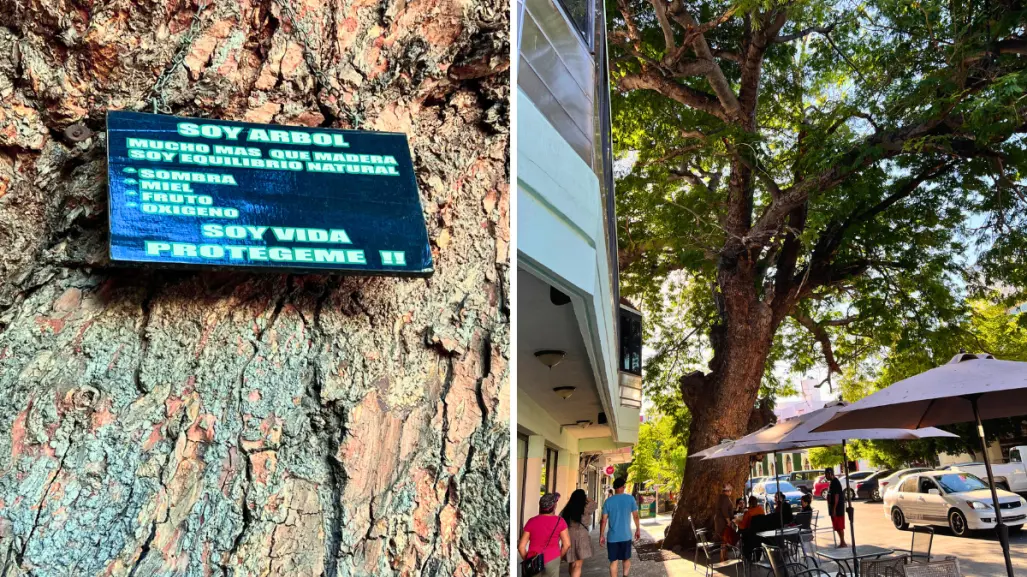 SOY ARBOL
MUCHO MAS QUE MADERA
SOY EQUILIBRIO NATURAL
• SOMBRA
• MIEL
• FRUTO
• OXIGENO
SOY VIDA
PROTEGEME !!